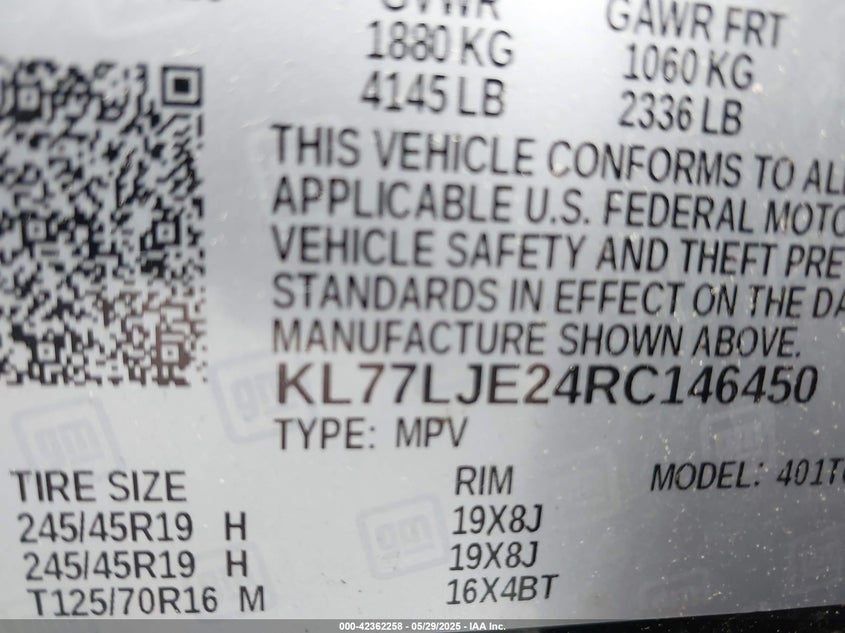 GVWR GAWR FRT
1880 KG 1060 KG
4145 LB 2336 LB
THIS VEHICLE CONFORMS TO ALL
APPLICABLE U.S. FEDERAL MOTO
VEHICLE SAFETY AND THEFT PRE
STANDARDS IN EFFECT ON THE DA
MANUFACTURE SHOWN ABOVE.
KL77LJE24RC146450
TYPE: MPV
TIRE SIZE RIM MODEL: 401T
245/45R19 H 19X8J
245/45R19 H 19X8J
T125/70R16 M 16X4BT
gm
000-42362258 - 05/29/2025 - IAA Inc.